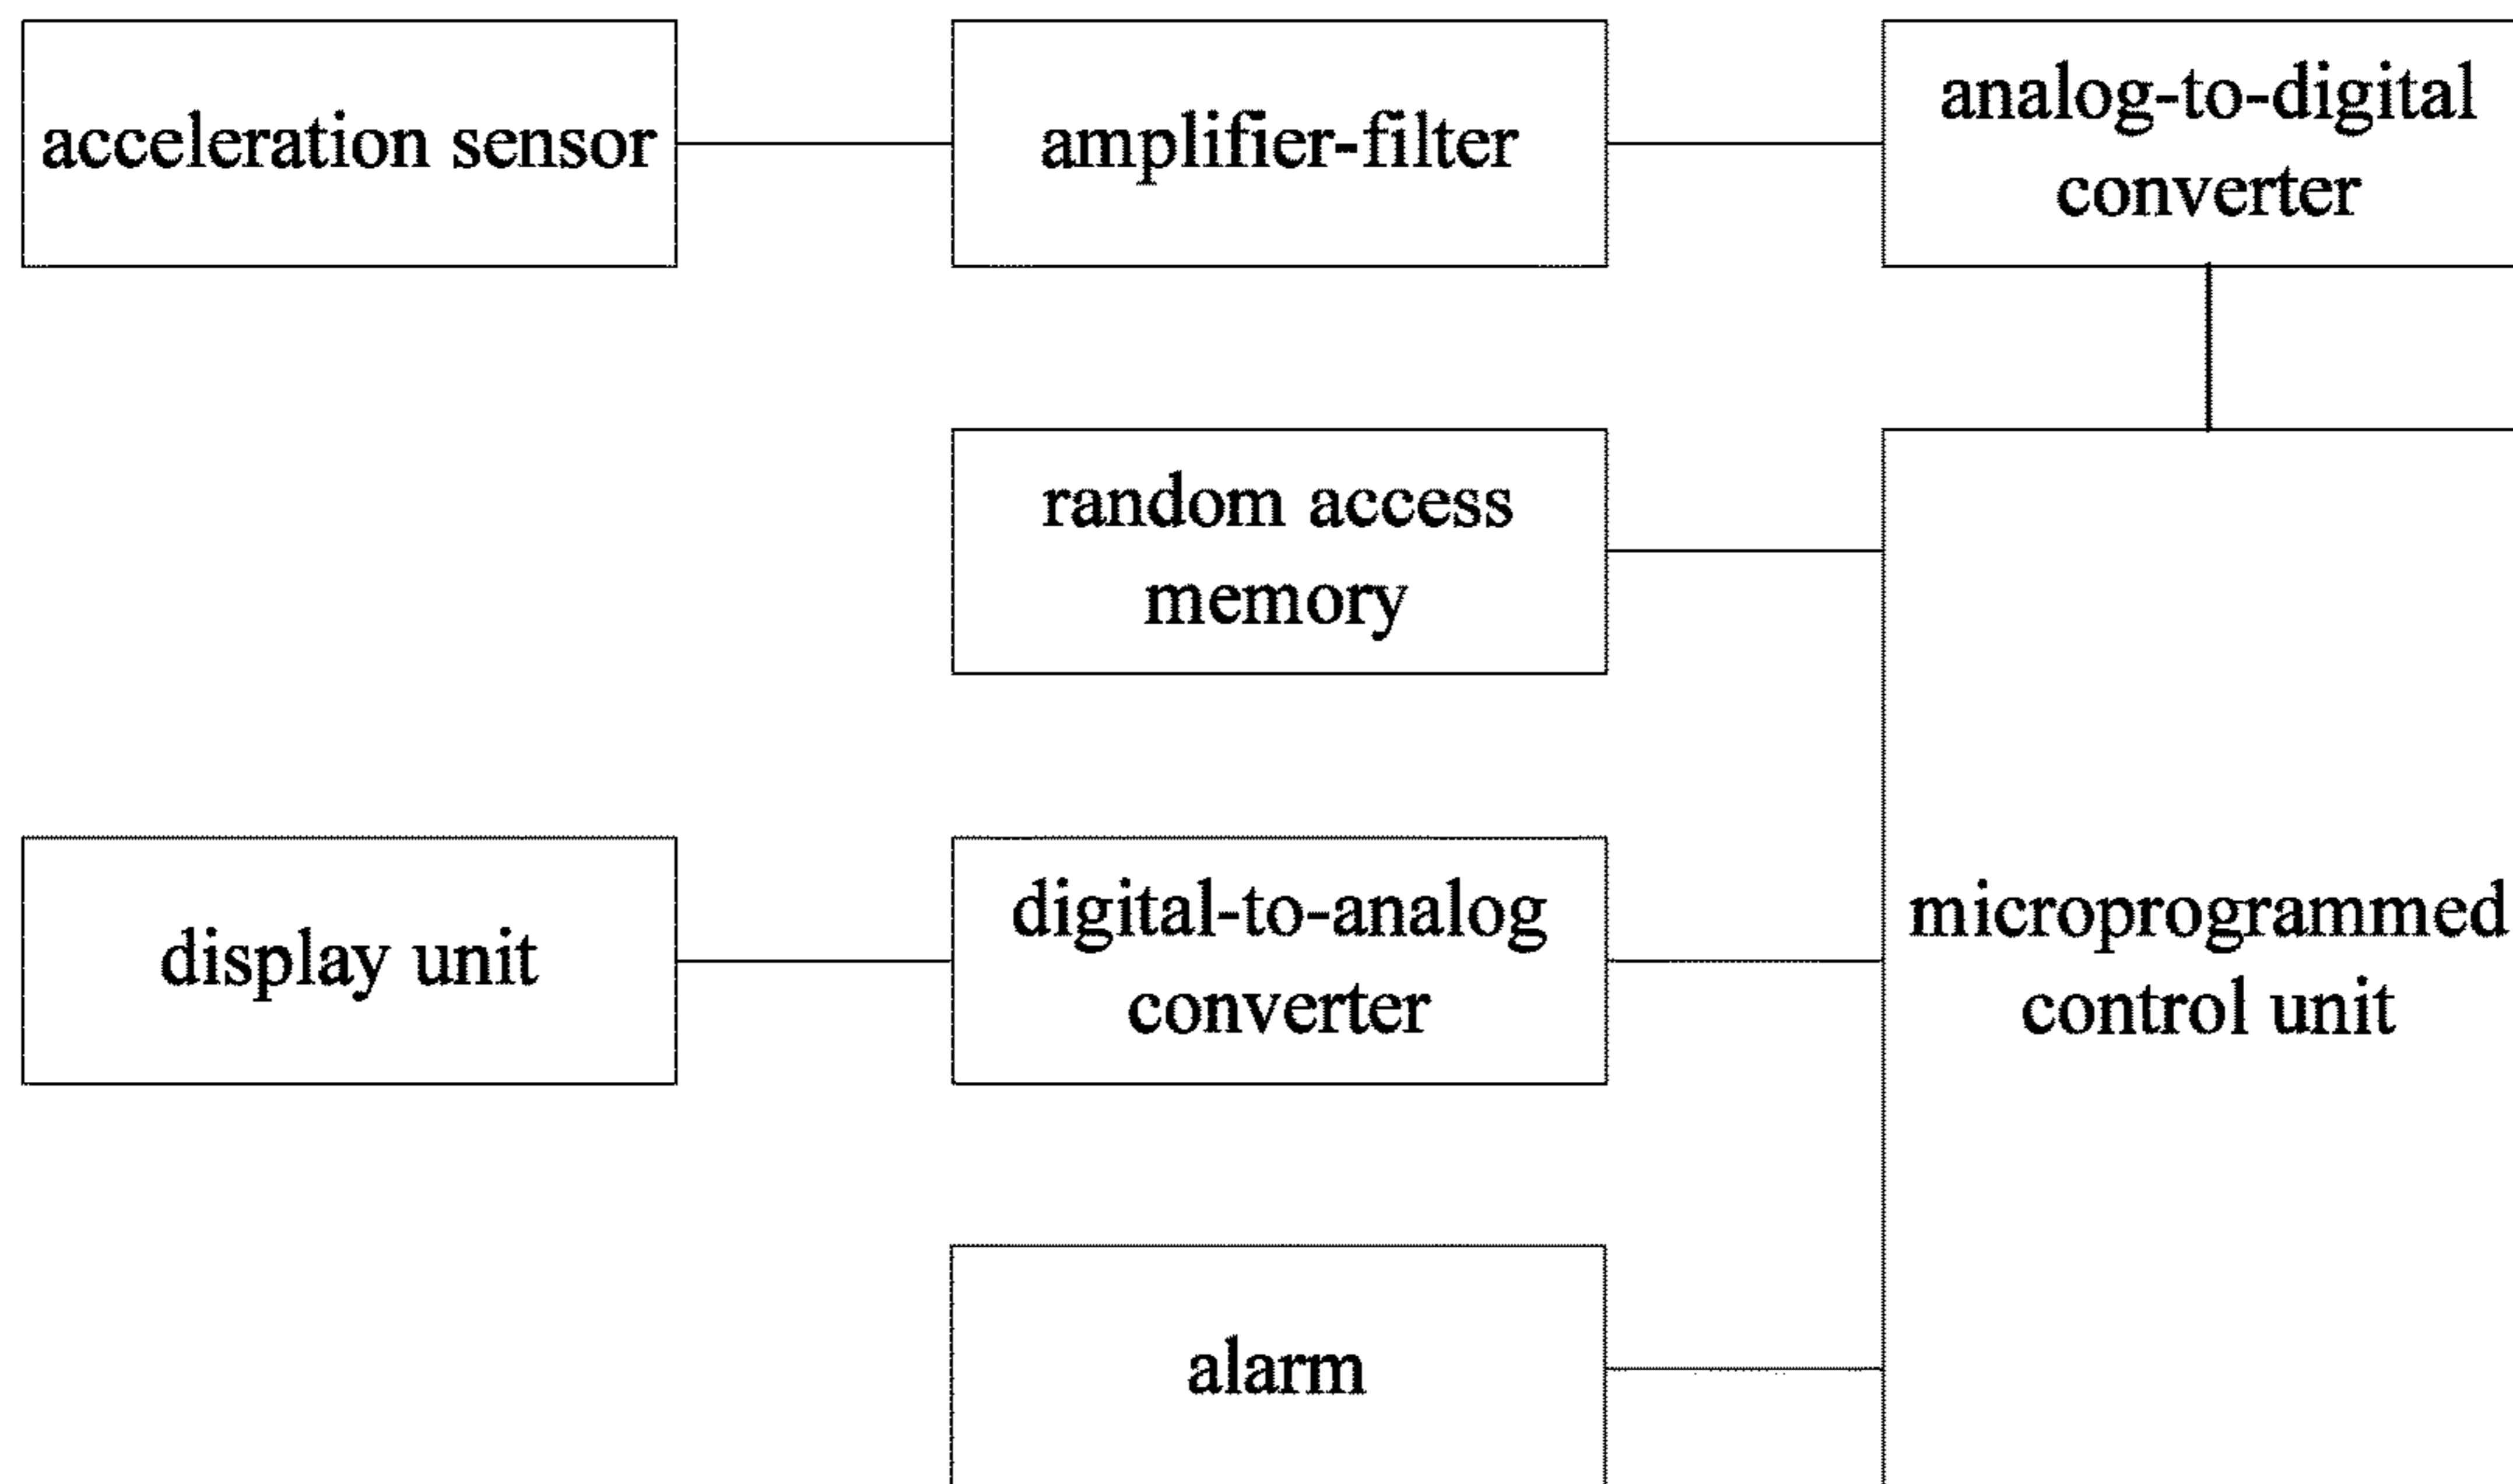 acceleration sensor
amplifier-filter
analog-to-digital
converter
random access
memory
display unit
digital-to-analog
converter
microprogrammed
control unit
alarm